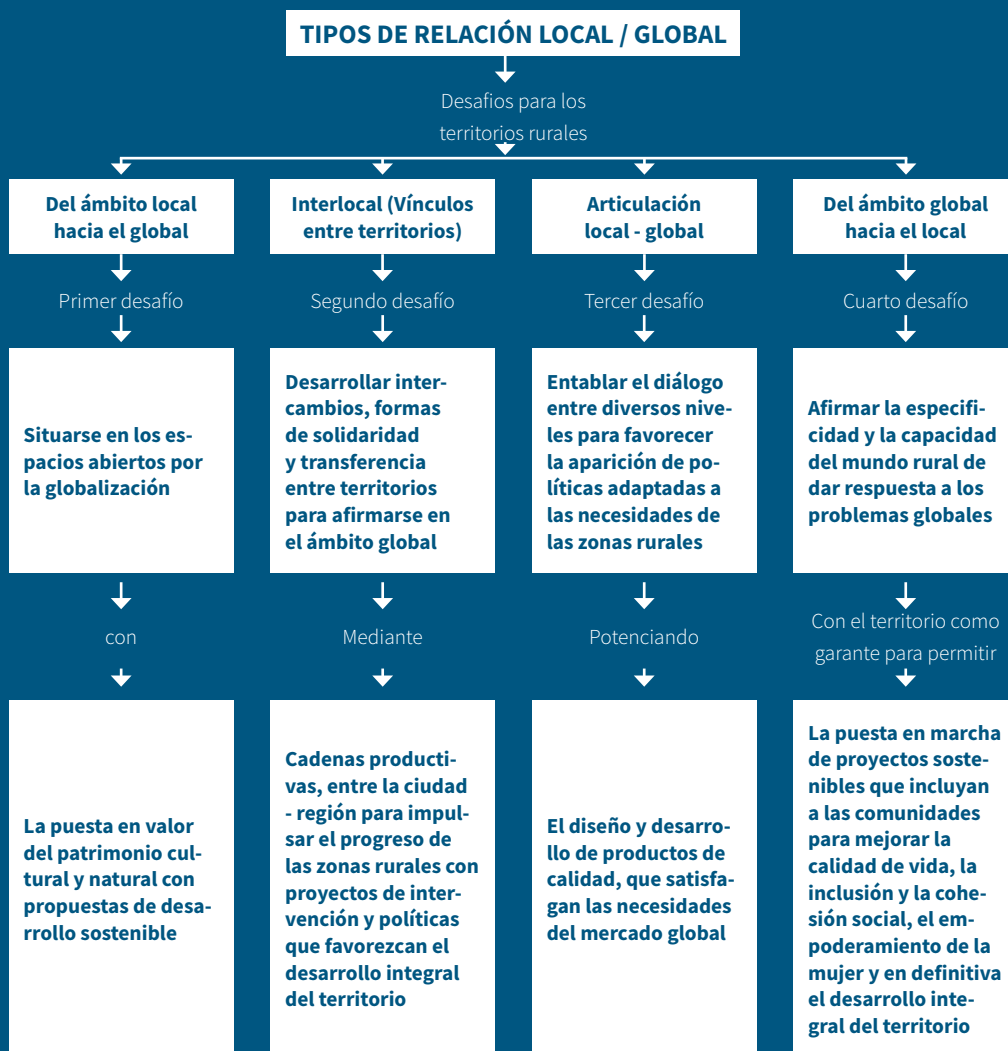 TIPOS DE RELACIÓN LOCAL / GLOBAL
Desafios para los
territorios rurales
Del ámbito local
hacia el global
Primer desafío
Situarse en los es-
pacios abiertos por
la globalización
con
La puesta en valor
del patrimonio cul-
tural y natural con
propuestas de desa-
rrollo sostenible
Interlocal (Vínculos
entre territorios)
Segundo desafío
Desarrollar inter-
cambios, formas
de solidaridad
y transferencia
entre territorios
para afirmarse en
el ámbito global
Mediante
Cadenas producti-
vas, entre la ciudad
- región para impul-
sar el progreso de
las zonas rurales con
proyectos de inter-
vención y políticas
que favorezcan el
desarrollo integral
del territorio
Articulación
local - global
Tercer desafío
Entablar el diálogo
entre diversos nive-
les para favorecer
la aparición de po-
líticas adaptadas a
las necesidades de
las zonas rurales
Potenciando
El diseño y desarro-
llo de productos de
calidad, que satisfa-
gan las necesidades
del mercado global
Del ámbito global
hacia el local
Cuarto desafío
Afirmar la especifi-
cidad y la capacidad
del mundo rural de
dar respuesta a los
problemas globales
Con el territorio como
garante para permitir
La puesta en marcha
de proyectos soste-
nibles que incluyan
a las comunidades
para mejorar la
calidad de vida, la
inclusión y la cohe-
sión social, el em-
poderamiento de la
mujer y en definitiva
el desarrollo inte-
gral del territorio